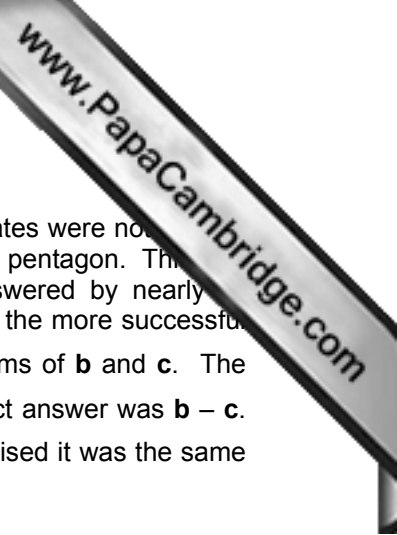 www.PapaCambridge.com
ates were no
pentagon.
swered by nearly
the more successfu
ms of b and c. The
ct answer was b – c.
ised it was the same